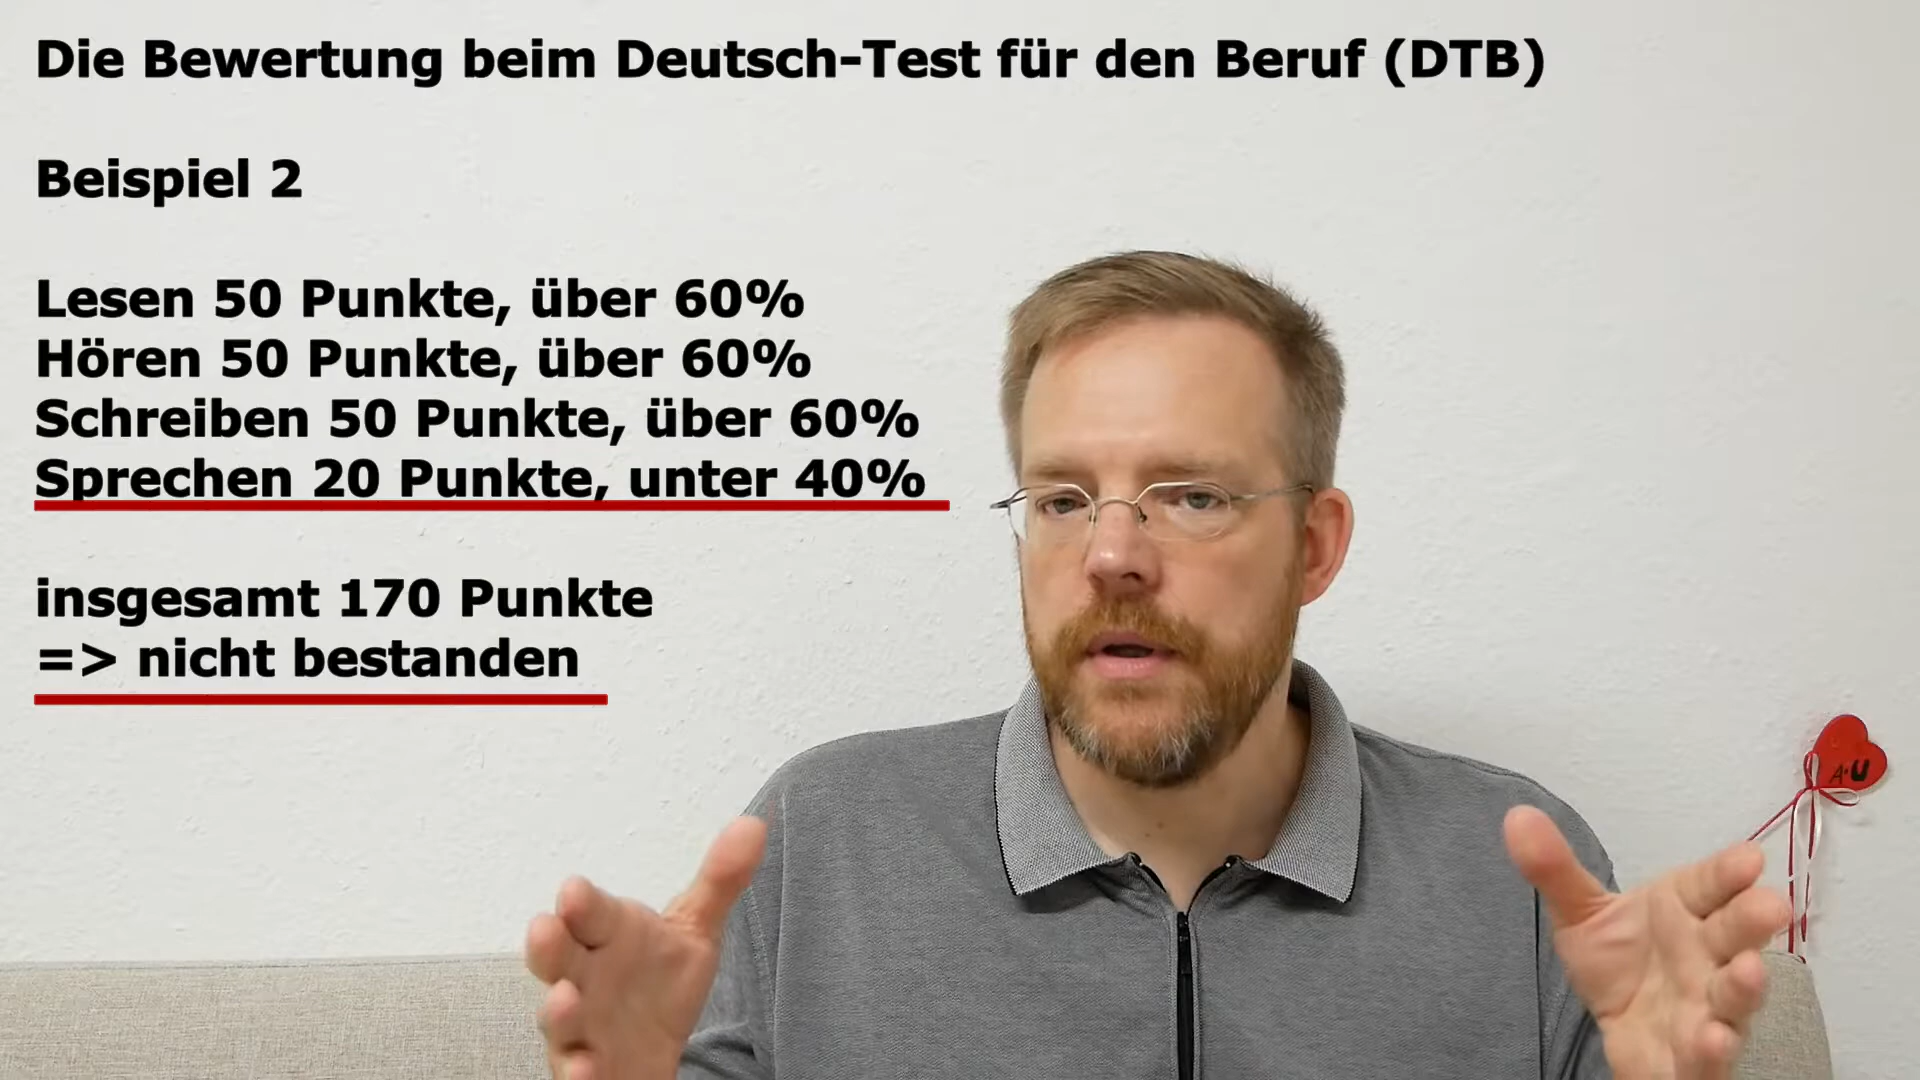 Die Bewertung beim Deutsch-Test für den Beruf (DTB)
Beispiel 2
Lesen 50 Punkte, über 60%
Hören 50 Punkte, über 60%
Schreiben 50 Punkte, über 60%
Sprechen 20 Punkte, unter 40%
insgesamt 170 Punkte
=> nicht bestanden
A·U